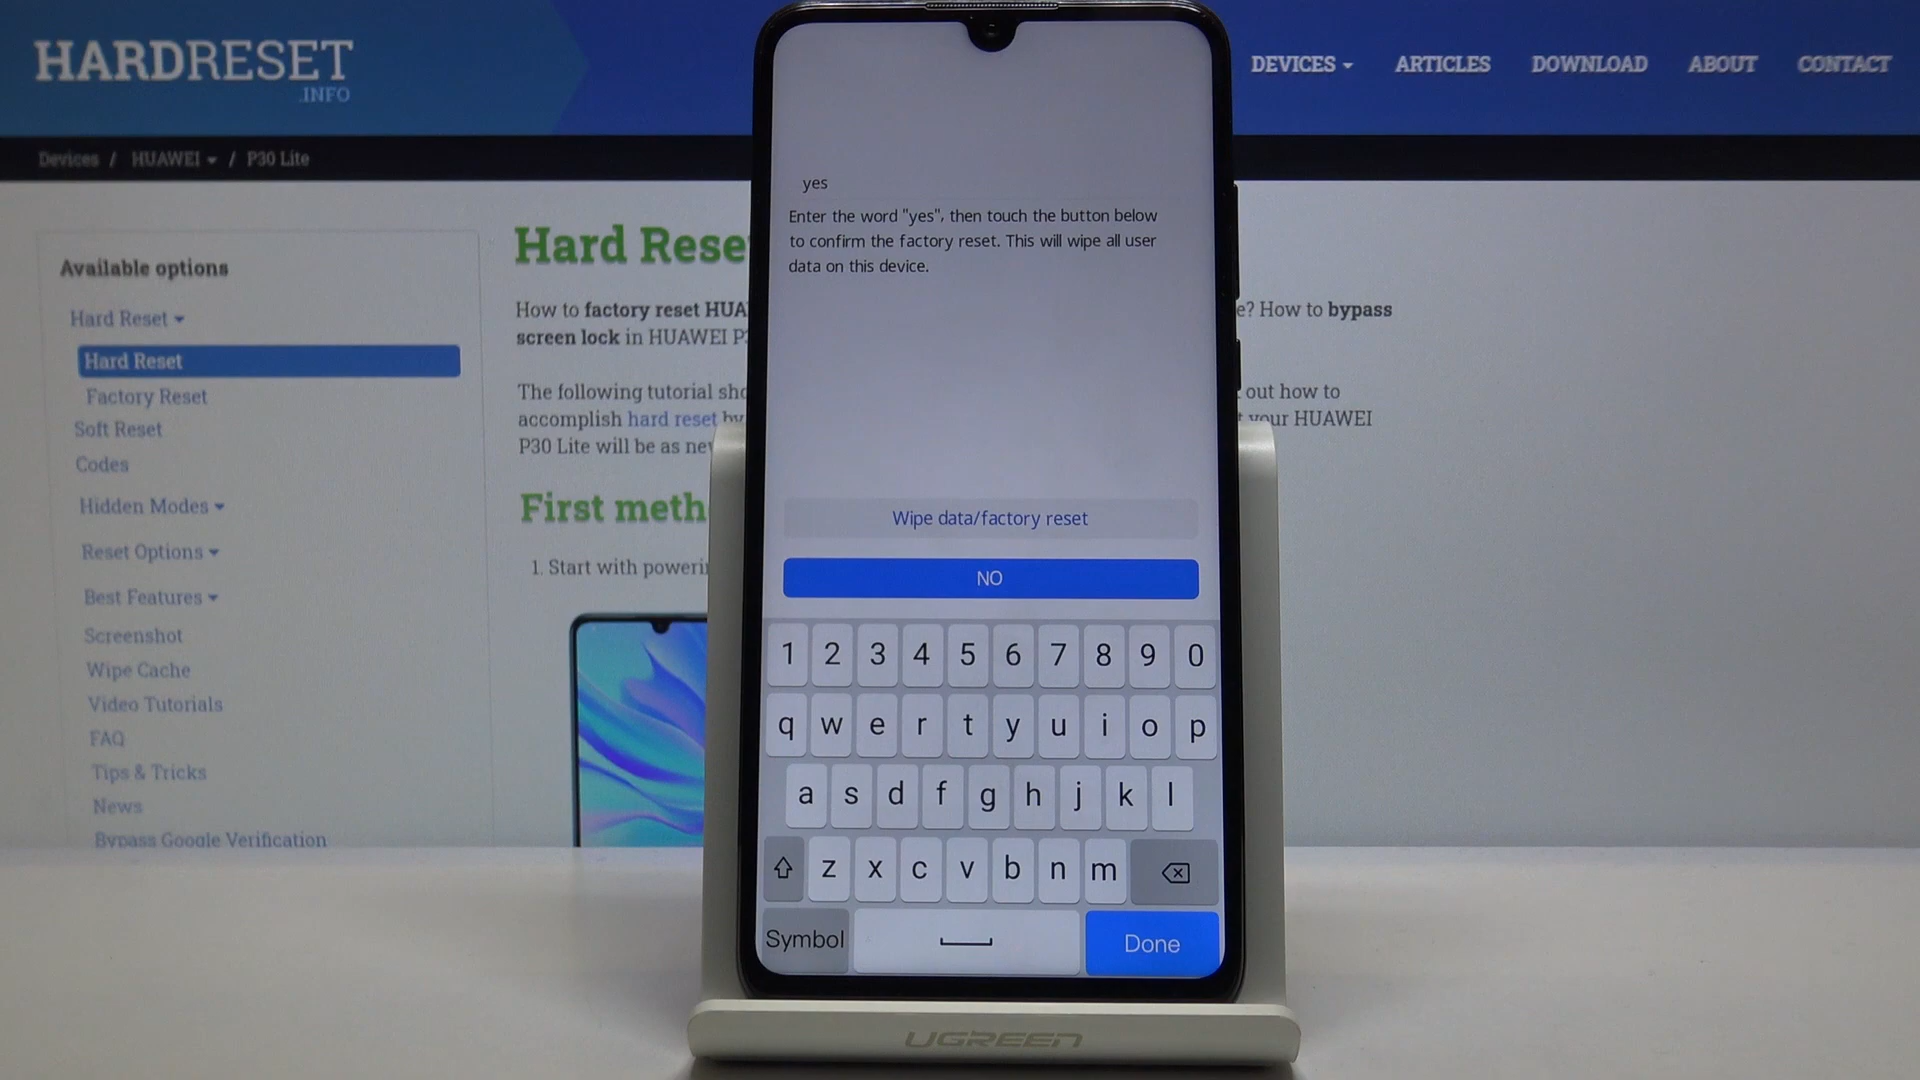 HARDRESET
.INFO
DEVICES
ARTICLES
DOWNLOAD
ABOUT
CONTACT
Devices / HUAWEI / P30 Lite
Available options
Hard Reset
Hard Reset
Factory Reset
Soft Reset
Codes
Hidden Modes
Reset Options
Best Features
Screenshot
Wipe Cache
Video Tutorials
FAQ
Tips & Tricks
News
Bypass Google Verification
Hard Rese
How to factory reset HUA
e? How to bypass
screen lock in HUAWEI P
The following tutorial sho
out how to
accomplish hard reset by
your HUAWEI
P30 Lite will be as ne
First meth
1. Start with poweri
yes
Enter the word "yes", then touch the button below
to confirm the factory reset. This will wipe all user
data on this device.
Wipe data/factory reset
NO
1 2 3 4 5 6 7 8 9 0
q w e r t y u i o p
a s d f g h j k l
z x c v b n m
Symbol
Done
UGREEN